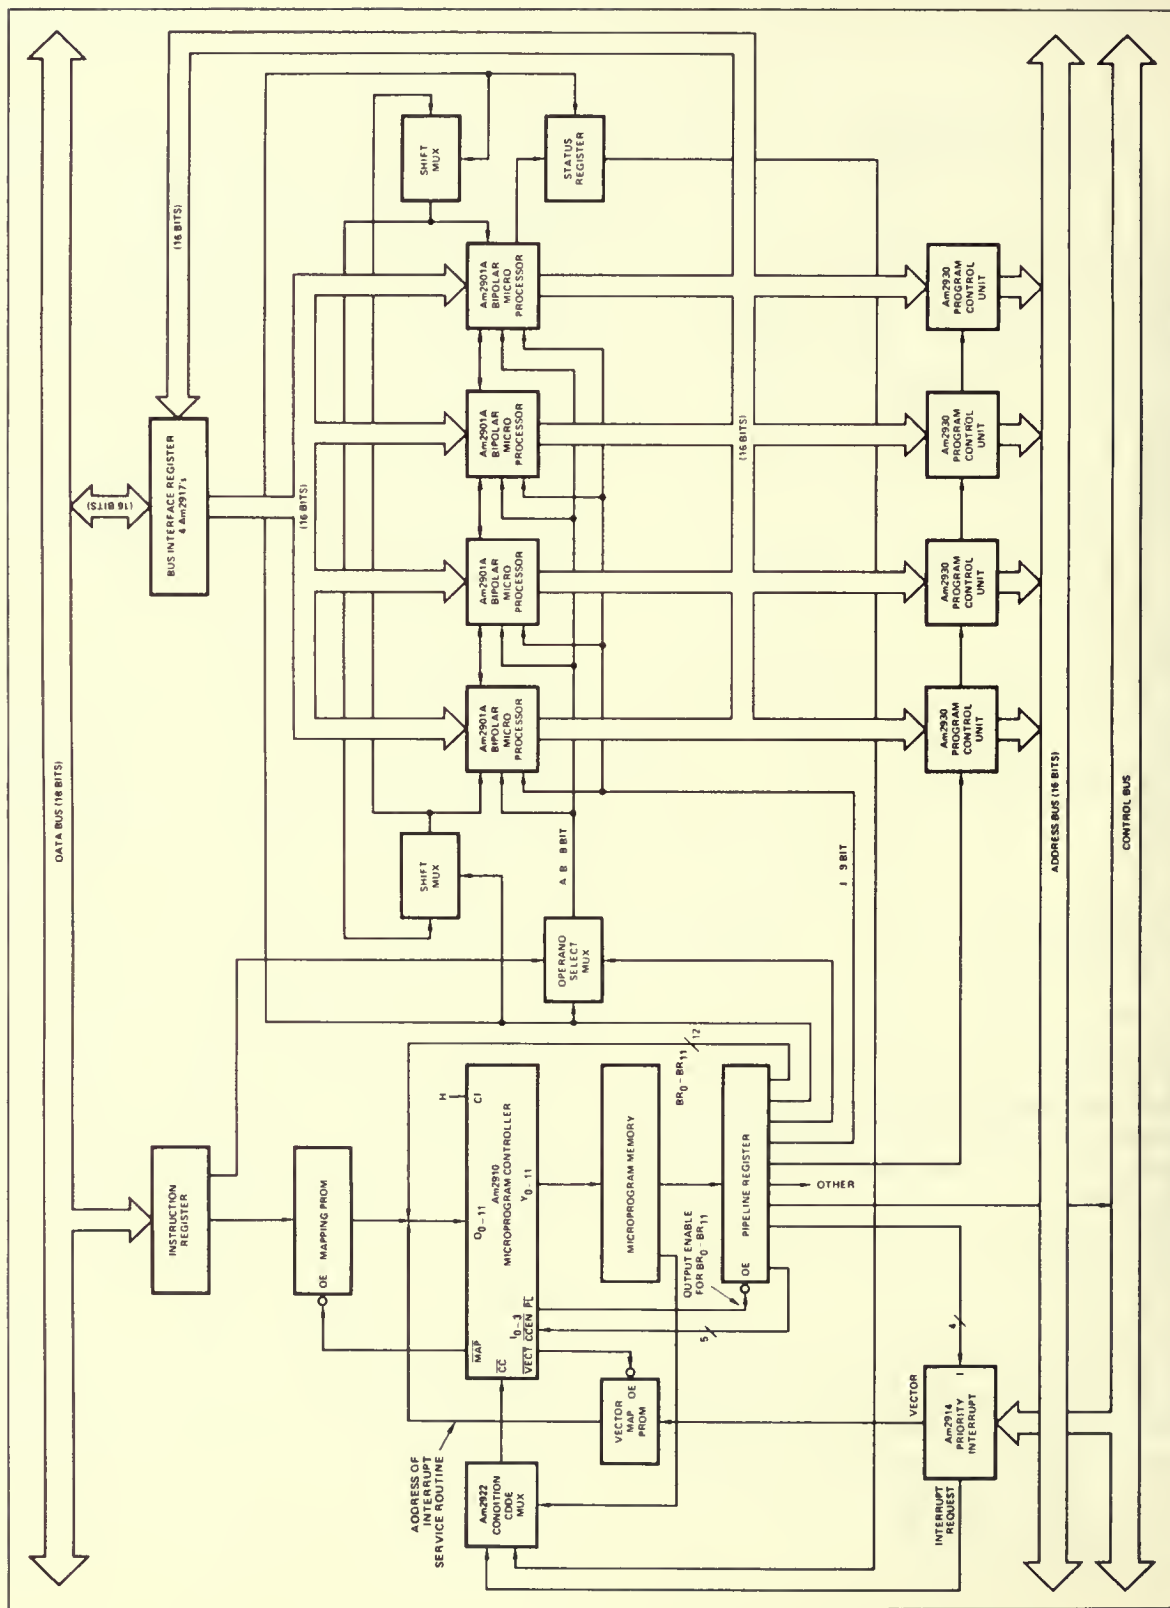 DATA BUS (16 BITS)
(16 BITS)
BUS INTERFACE REGISTER
4 Am2917's
(16 BITS)
(16 BITS)
INSTRUCTION
REGISTER
OE MAPPING PROM
SHIFT
MUX
SHIFT
MUX
Am2901A
BIPOLAR
MICRO
PROCESSOR
Am2901A
BIPOLAR
MICRO
PROCESSOR
Am2901A
BIPOLAR
MICRO
PROCESSOR
Am2901A
BIPOLAR
MICRO
PROCESSOR
STATUS
REGISTER
OPERAND
SELECT
MUX
A B 8 BIT
I 9 BIT
(16 BITS)
H
CI
D0-11
Am2910
MICROPROGRAM CONTROLLER
Y0-11
MAP
CC
VECT
I0-3
CCEN
PL
BR0-BR11
12
MICROPROGRAM MEMORY
OUTPUT ENABLE
FOR BR0-BR11
OE PIPELINE REGISTER
OTHER
5
4
Am2922
CONDITION
CODE
MUX
ADDRESS OF
INTERRUPT
SERVICE ROUTINE
VECTOR OE
MAP
PROM
VECTOR
I
Am2914
PRIORITY
INTERRUPT
INTERRUPT
REQUEST
Am2930
PROGRAM
CONTROL
UNIT
Am2930
PROGRAM
CONTROL
UNIT
Am2930
PROGRAM
CONTROL
UNIT
Am2930
PROGRAM
CONTROL
UNIT
ADDRESS BUS (16 BITS)
CONTROL BUS